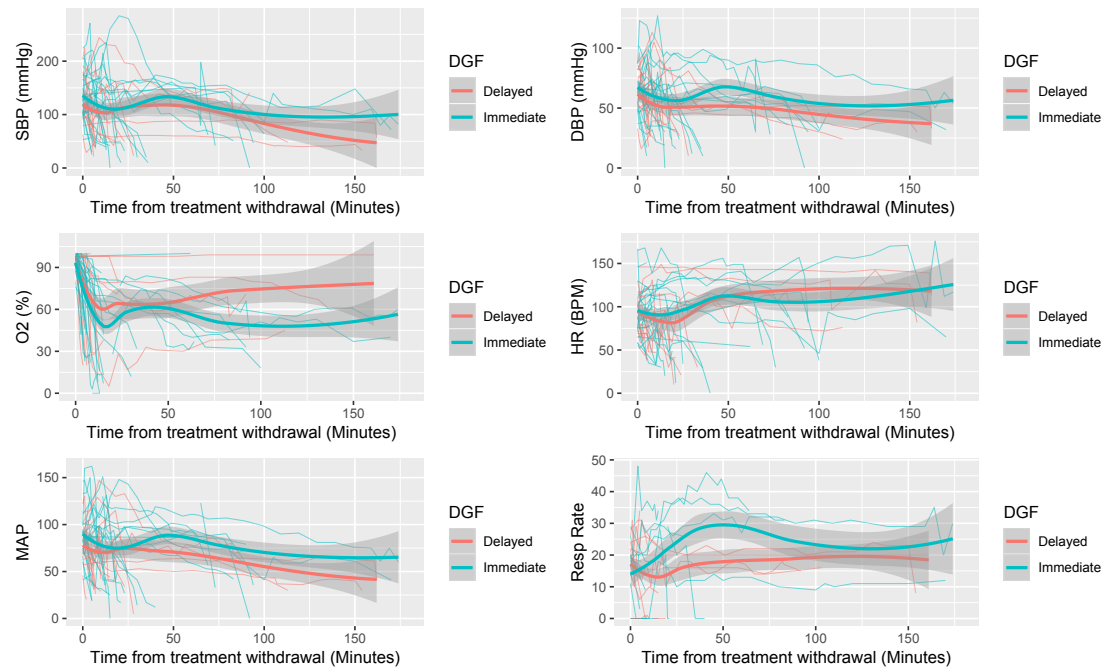 SBP (mmHg)
200
100
0
0 50 100 150
Time from treatment withdrawal (Minutes)
DGF
Delayed
Immediate
DBP (mmHg)
100
50
0
0 50 100 150
Time from treatment withdrawal (Minutes)
DGF
Delayed
Immediate
O2 (%)
90
60
30
0
0 50 100 150
Time from treatment withdrawal (Minutes)
DGF
Delayed
Immediate
HR (BPM)
150
100
50
0
0 50 100 150
Time from treatment withdrawal (Minutes)
DGF
Delayed
Immediate
MAP
150
100
50
0
0 50 100 150
Time from treatment withdrawal (Minutes)
DGF
Delayed
Immediate
Resp Rate
50
40
30
20
10
0
0 50 100 150
Time from treatment withdrawal (Minutes)
DGF
Delayed
Immediate